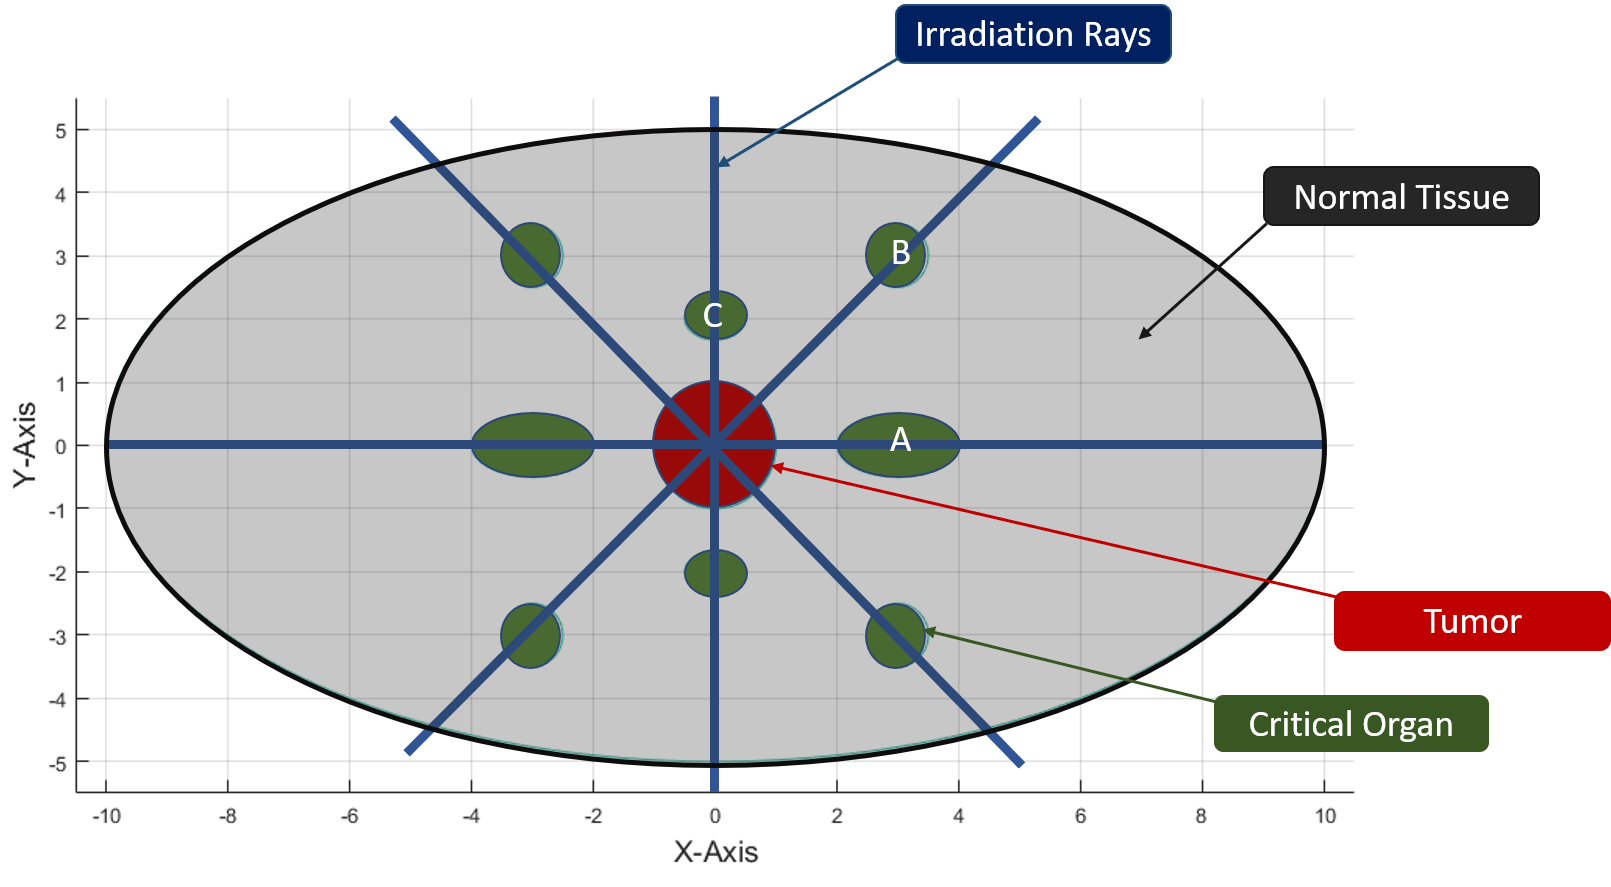 Irradiation Rays
Normal Tissue
Tumor
Critical Organ
B
C
A
5
4
3
2
1
0
-1
-2
-3
-4
-5
Y-Axis
-10 -8 -6 -4 -2 0 2 4 6 8 10
X-Axis